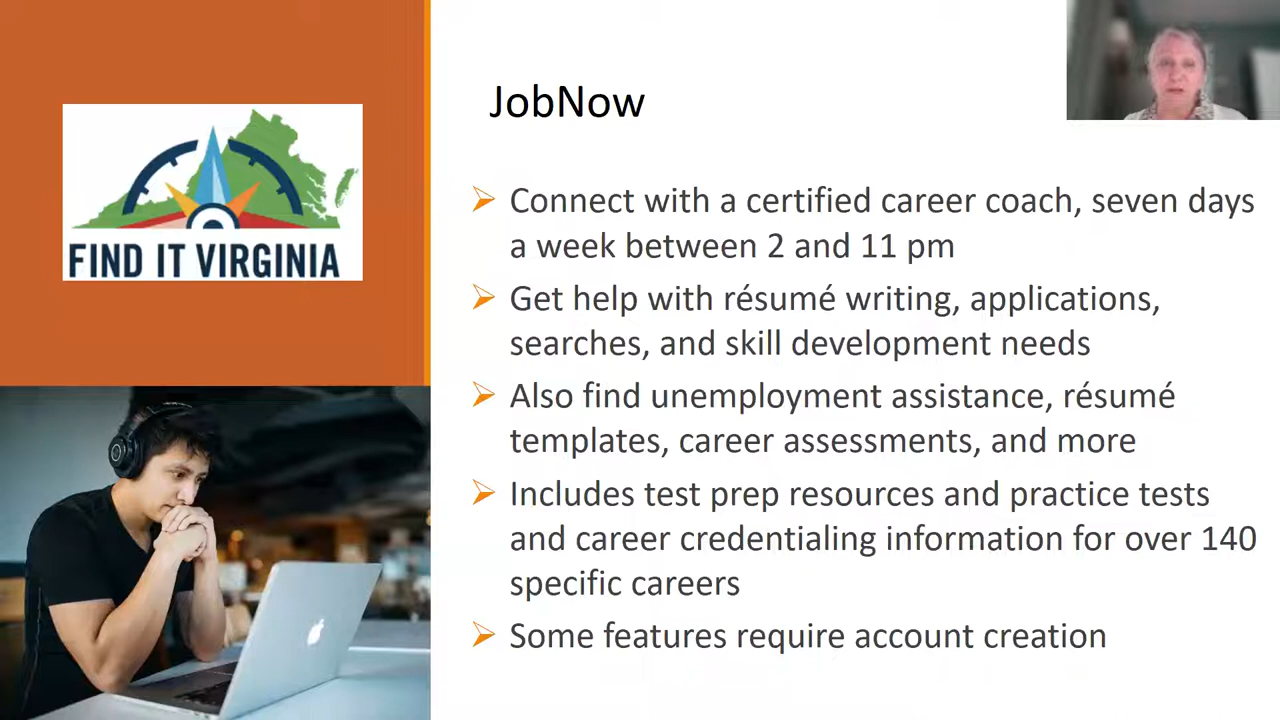 FIND IT VIRGINIA
JobNow
Connect with a certified career coach, seven days
a week between 2 and 11 pm
Get help with résumé writing, applications,
searches, and skill development needs
Also find unemployment assistance, résumé
templates, career assessments, and more
Includes test prep resources and practice tests
and career credentialing information for over 140
specific careers
Some features require account creation